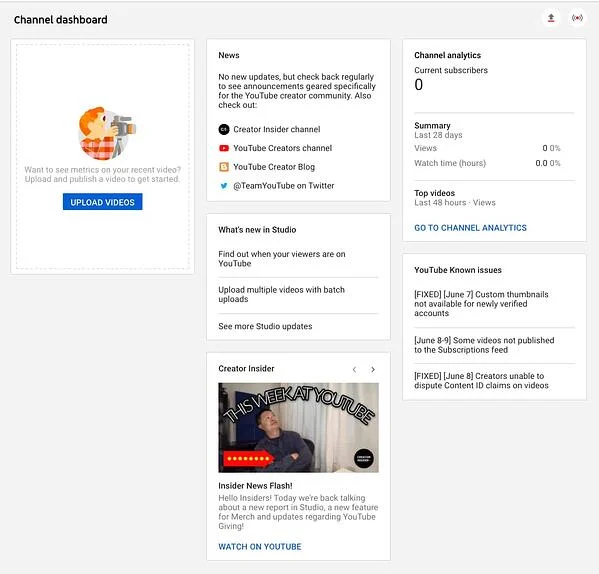 Channel dashboard
Want to see metrics on your recent video?
Upload and publish a video to get started.
UPLOAD VIDEOS
News
No new updates, but check back regularly
to see announcements geared specifically
for the YouTube creator community. Also
check out:
Creator Insider channel
YouTube Creators channel
YouTube Creator Blog
@TeamYouTube on Twitter
What's new in Studio
Find out when your viewers are on
YouTube
Upload multiple videos with batch
uploads
See more Studio updates
Creator Insider
THIS WEEK AT YOUTUBE
CREATOR
INSIDER
Insider News Flash!
Hello Insiders! Today we're back talking
about a new report in Studio, a new feature
for Merch and updates regarding YouTube
Giving!
WATCH ON YOUTUBE
Channel analytics
Current subscribers
0
Summary
Last 28 days
Views 0 0%
Watch time (hours) 0.0 0%
Top videos
Last 48 hours · Views
GO TO CHANNEL ANALYTICS
YouTube Known issues
[FIXED] [June 7] Custom thumbnails
not available for newly verified
accounts
[June 8-9] Some videos not published
to the Subscriptions feed
[FIXED] [June 8] Creators unable to
dispute Content ID claims on videos